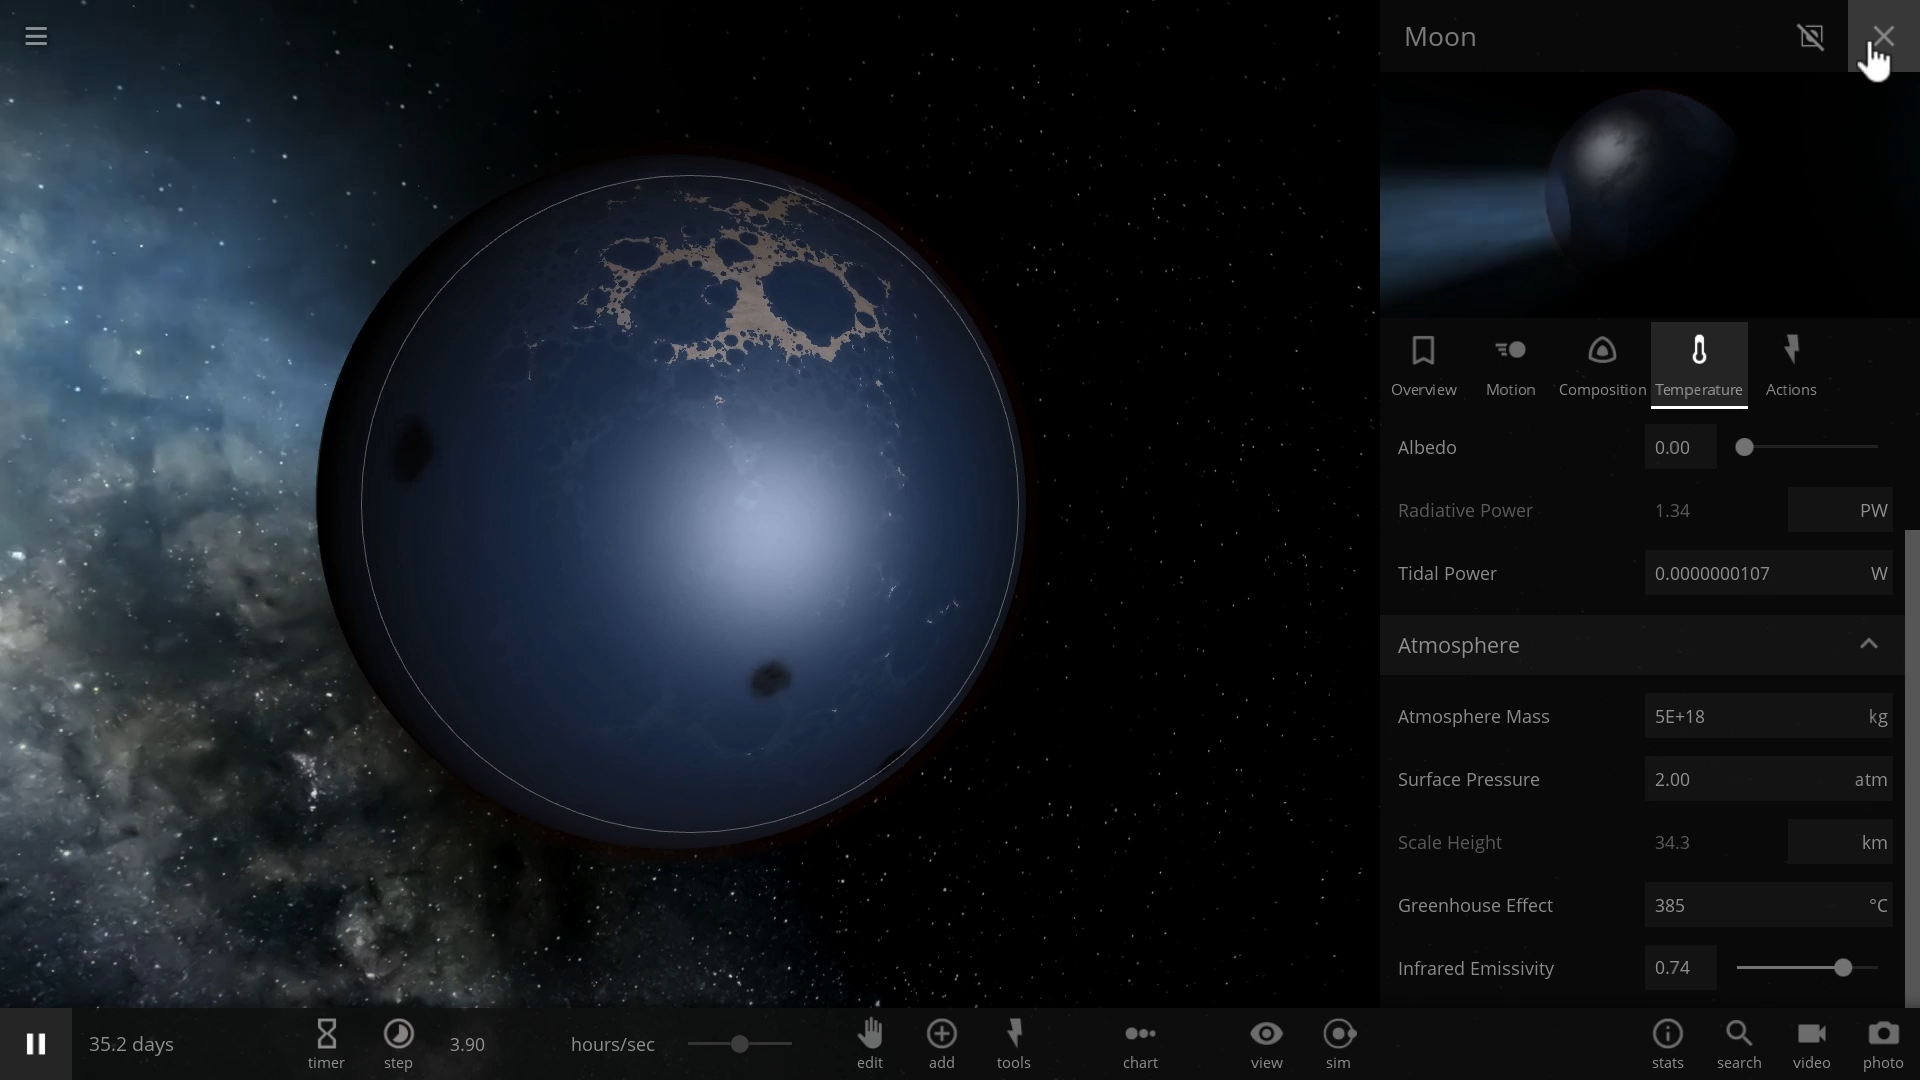 Moon
Overview Motion Composition Temperature Actions
Albedo 0.00
Radiative Power 1.34 PW
Tidal Power 0.0000000107 W
Atmosphere
Atmosphere Mass 5E+18 kg
Surface Pressure 2.00 atm
Scale Height 34.3 km
Greenhouse Effect 385 °C
Infrared Emissivity 0.74
35.2 days timer step 3.90 hours/sec edit add tools chart view sim stats search video photo